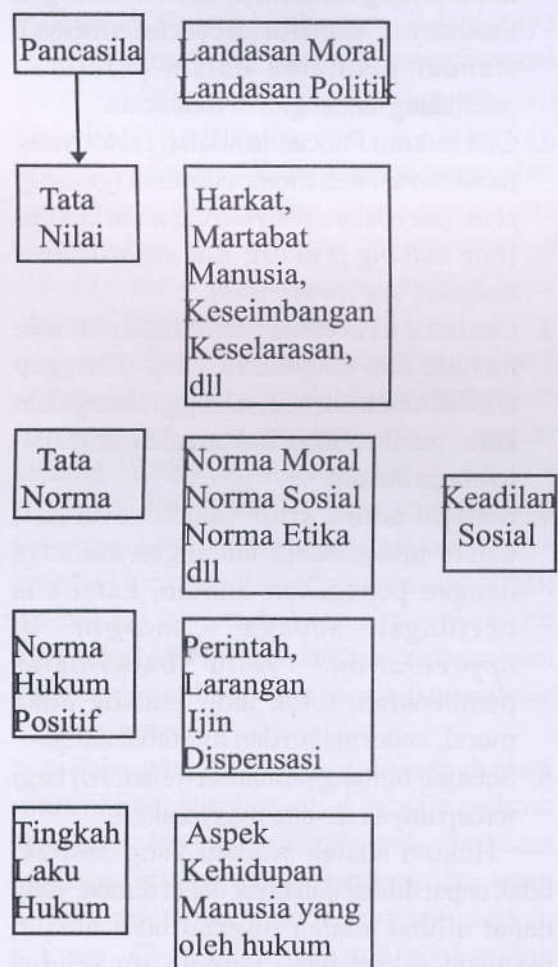 Pancasila
Landasan Moral
Landasan Politik
Tata
Nilai
Harkat,
Martabat
Manusia,
Keseimbangan
Keselarasan,
dll
Tata
Norma
Norma Moral
Norma Sosial
Norma Etika
dll
Keadilan
Sosial
Norma
Hukum
Positif
Perintah,
Larangan
Ijin
Dispensasi
Tingkah
Laku
Hukum
Aspek
Kehidupan
Manusia yang
oleh hukum